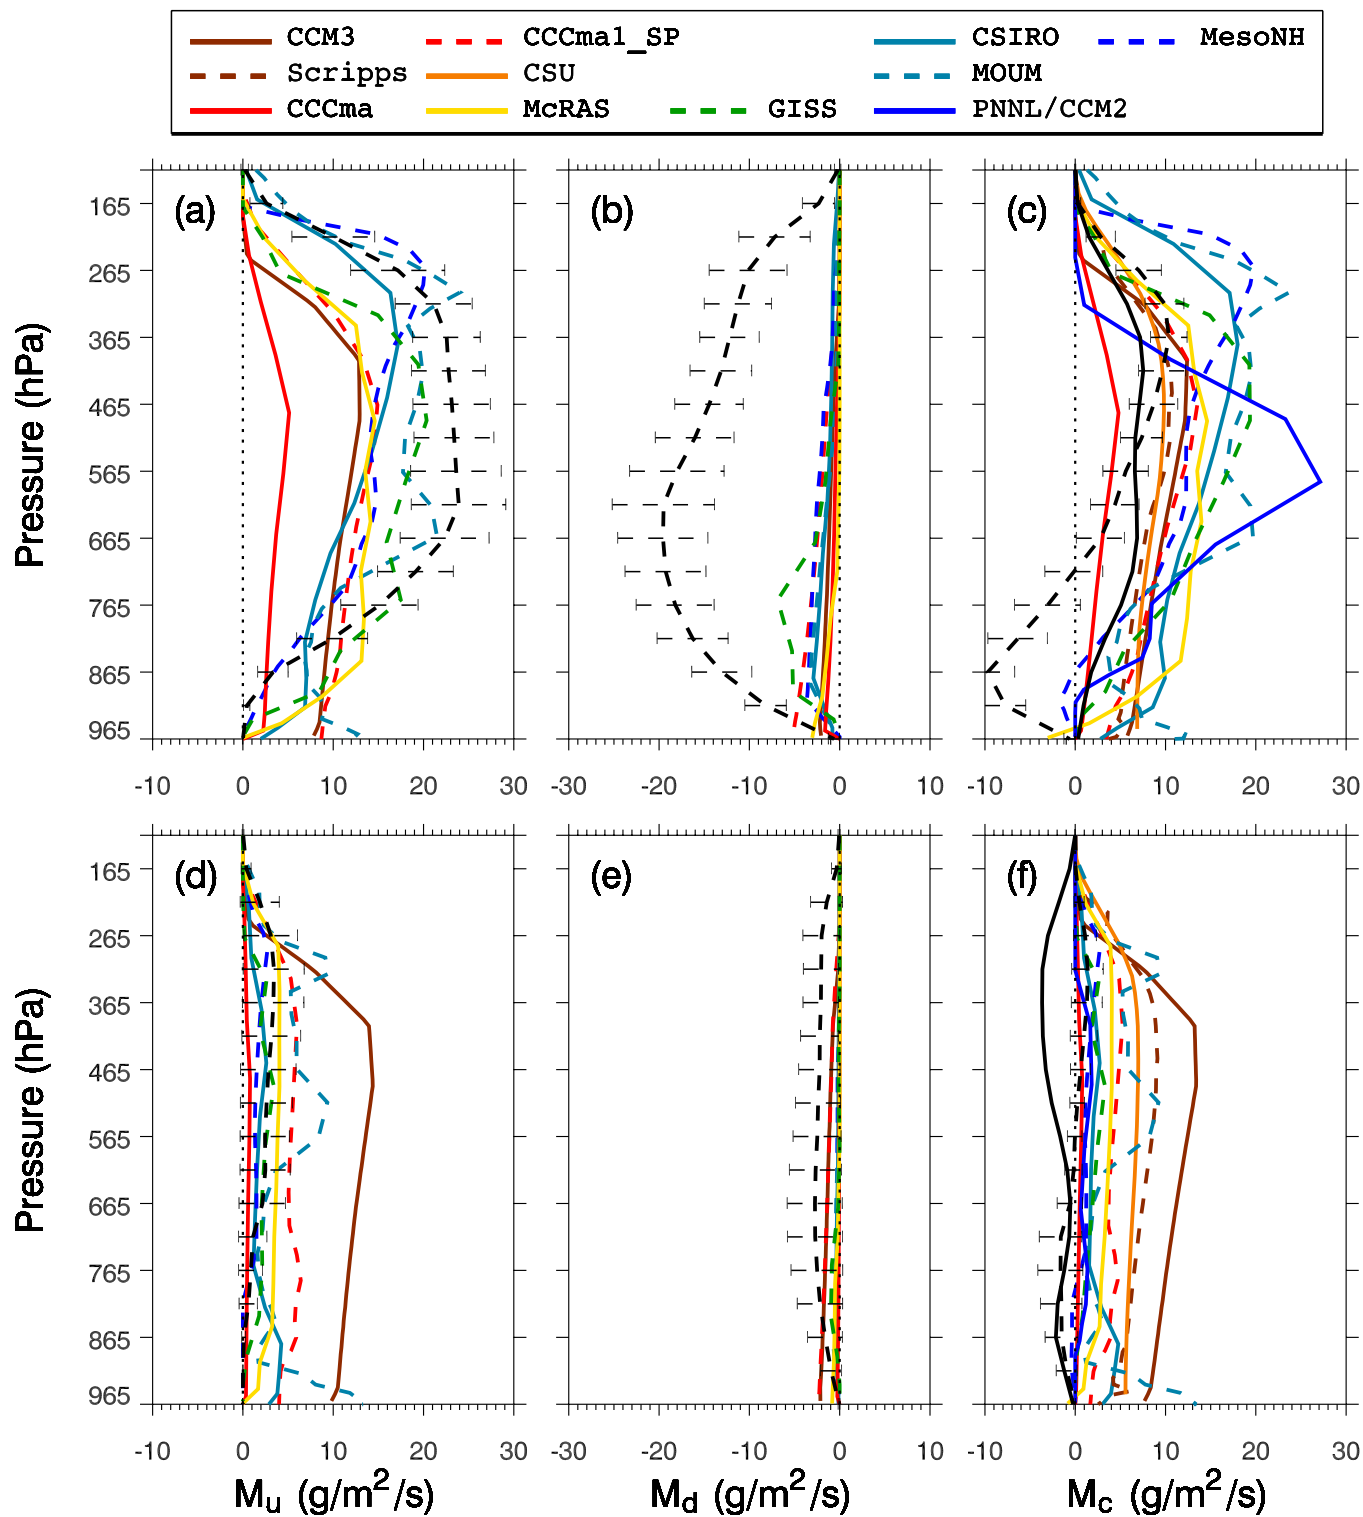 CCM3 CCCma1_SP CSIRO MesoNH
Scripps CSU MOUM
CCCma McRAS GISS PNNL/CCM2
(a) (b) (c)
Pressure (hPa)
165
265
365
465
565
665
765
865
965
-10 0 10 20 30 -30 -20 -10 0 10 -10 0 10 20 30
(d) (e) (f)
Pressure (hPa)
165
265
365
465
565
665
765
865
965
-10 0 10 20 30 -30 -20 -10 0 10 -10 0 10 20 30
Mu (g/m²/s) Md (g/m²/s) Mc (g/m²/s)